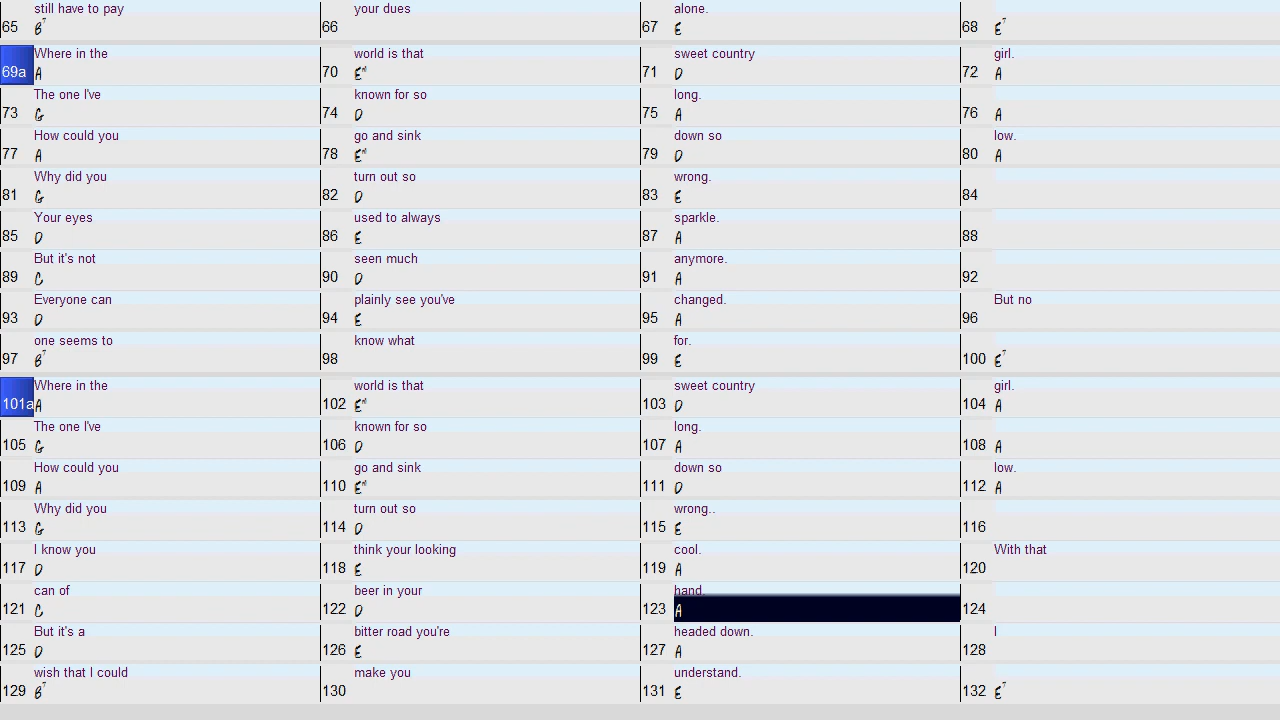 still have to pay your dues alone.
65 B7 66 67 E 68 E7
Where in the world is that sweet country girl.
69a A 70 Em 71 D 72 A
The one I've known for so long.
73 G 74 D 75 A 76 A
How could you go and sink down so low.
77 A 78 Em 79 D 80 A
Why did you turn out so wrong.
81 G 82 D 83 E 84
Your eyes used to always sparkle.
85 D 86 E 87 A 88
But it's not seen much anymore.
89 C 90 D 91 A 92
Everyone can plainly see you've changed. But no
93 D 94 E 95 A 96
one seems to know what for.
97 B7 98 99 E 100 E7
Where in the world is that sweet country girl.
101a A 102 Em 103 D 104 A
The one I've known for so long.
105 G 106 D 107 A 108 A
How could you go and sink down so low.
109 A 110 Em 111 D 112 A
Why did you turn out so wrong..
113 G 114 D 115 E 116
I know you think your looking cool. With that
117 D 118 E 119 A 120
can of beer in your hand.
121 C 122 D 123 A 124
But it's a bitter road you're headed down. I
125 D 126 E 127 A 128
wish that I could make you understand.
129 B7 130 131 E 132 E7